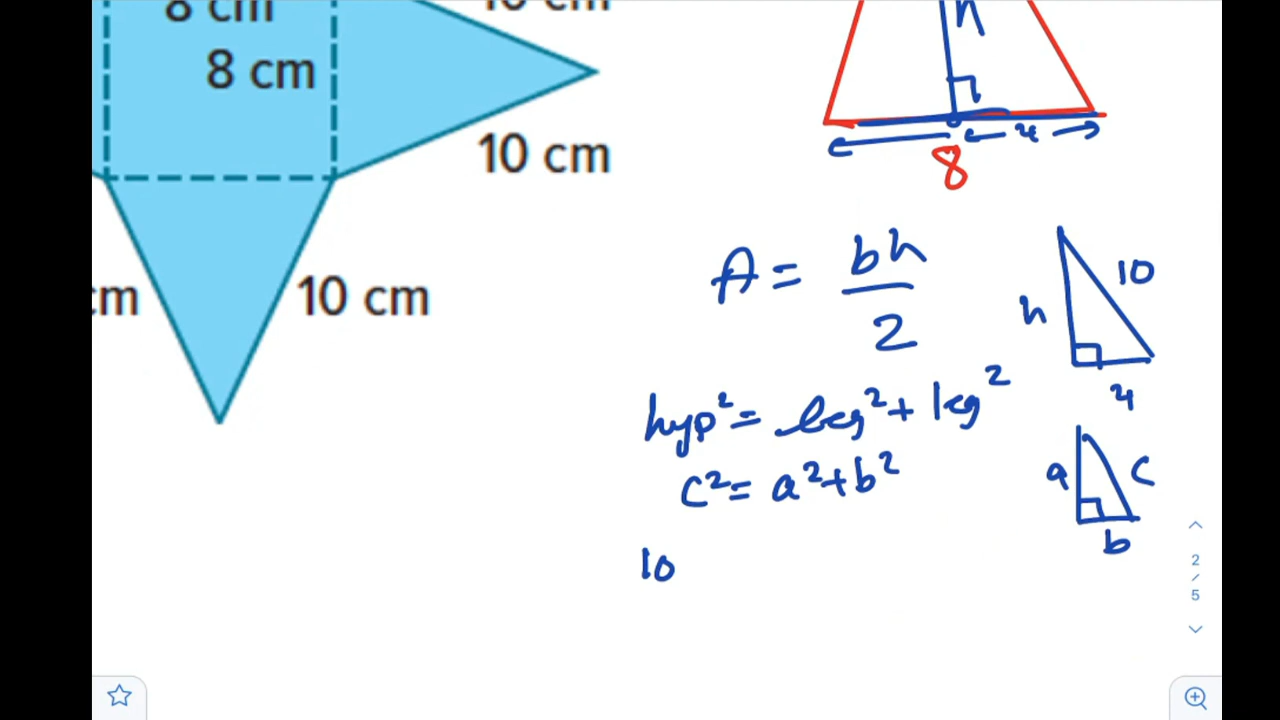 8 cm
10 cm
8 cm
10 cm
cm
10 cm
h
4
8
A = bh / 2
h
10
4
hyp² = leg² + leg²
c² = a² + b²
a
c
b
10
2
/
5